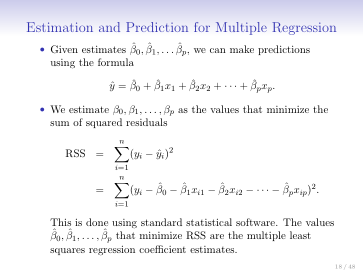 Estimation and Prediction for Multiple Regression
• Given estimates β̂₀, β̂₁, … β̂ₚ, we can make predictions
using the formula
ŷ = β̂₀ + β̂₁x₁ + β̂₂x₂ + ⋯ + β̂ₚxₚ.
• We estimate β₀, β₁, …, βₚ as the values that minimize the
sum of squared residuals
RSS = ∑ᵢ₌₁ⁿ (yᵢ − ŷᵢ)²
= ∑ᵢ₌₁ⁿ (yᵢ − β̂₀ − β̂₁xᵢ₁ − β̂₂xᵢ₂ − ⋯ − β̂ₚxᵢₚ)².
This is done using standard statistical software. The values
β̂₀, β̂₁, …, β̂ₚ that minimize RSS are the multiple least
squares regression coefficient estimates.
18 / 48